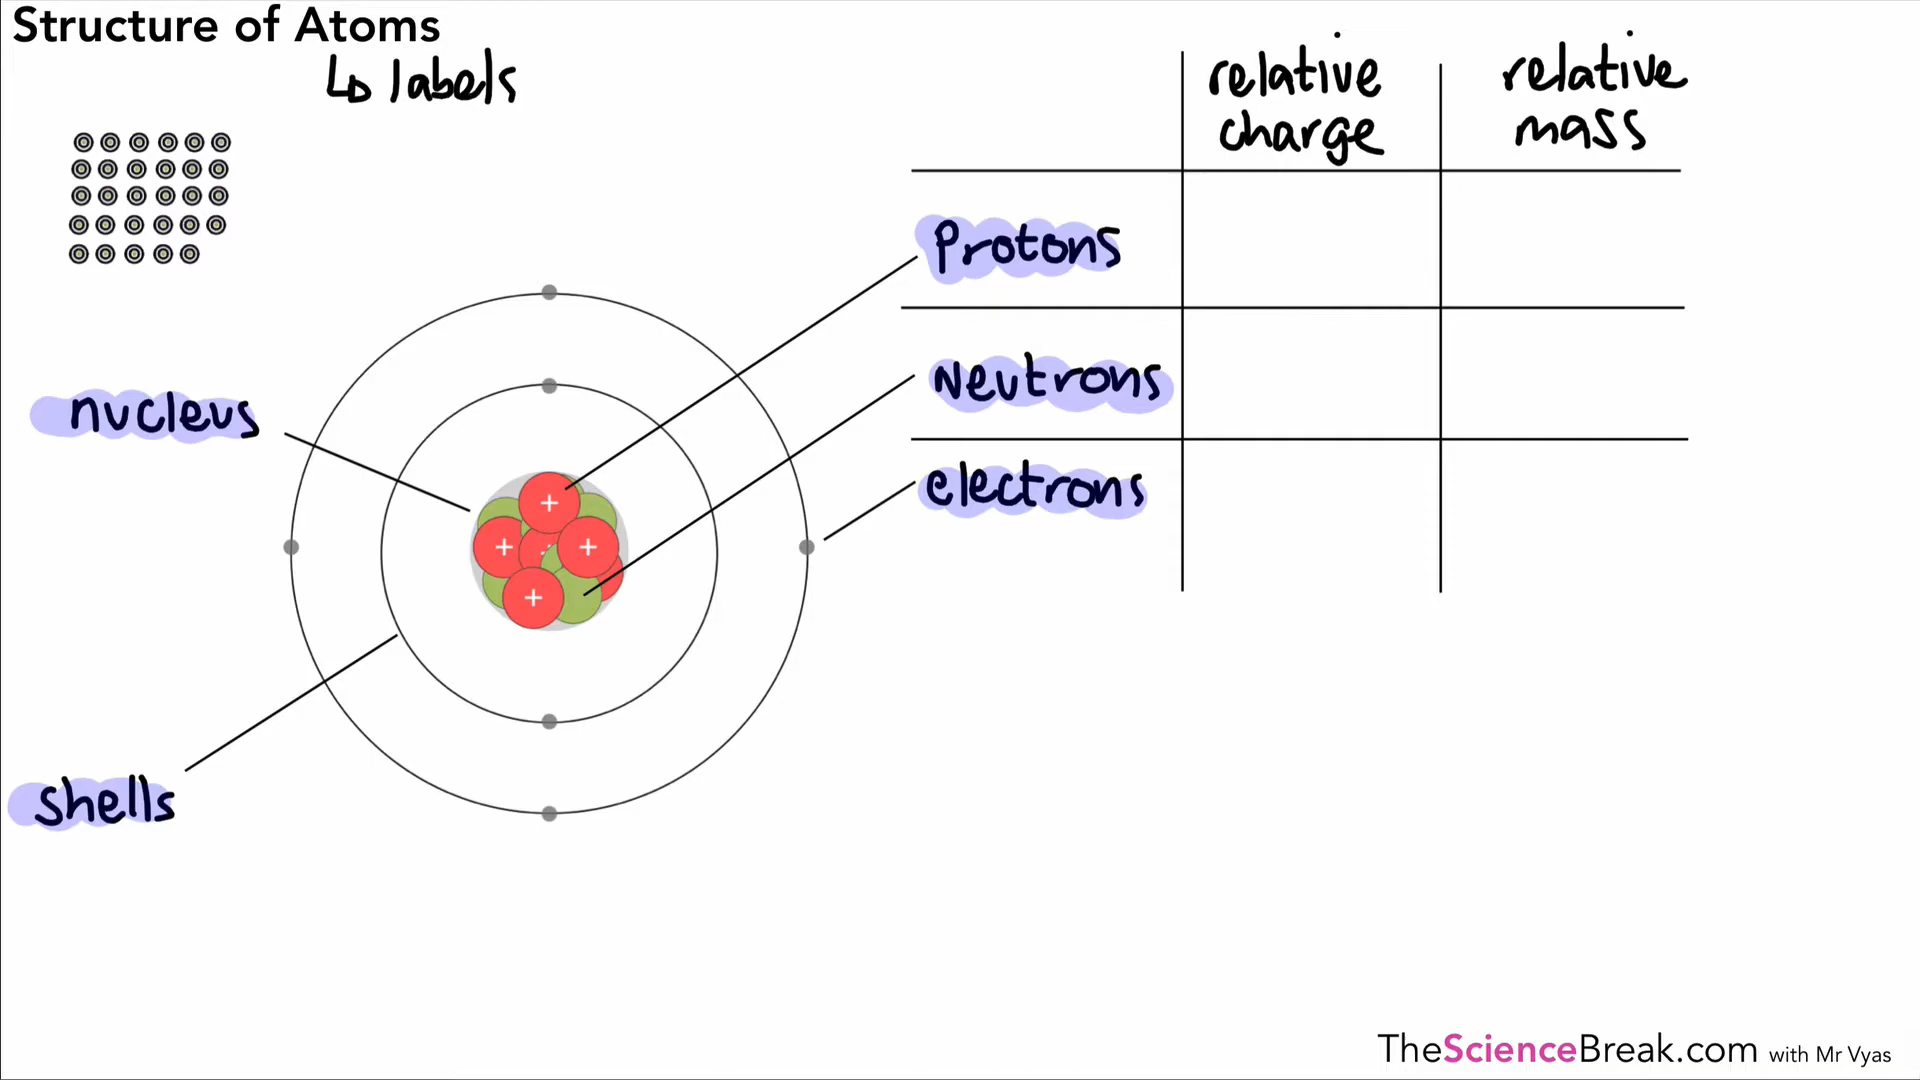 Structure of Atoms
↳ labels
relative charge
relative mass
Protons
Neutrons
electrons
nucleus
shells
+
+
+
+
TheScienceBreak.com with Mr Vyas